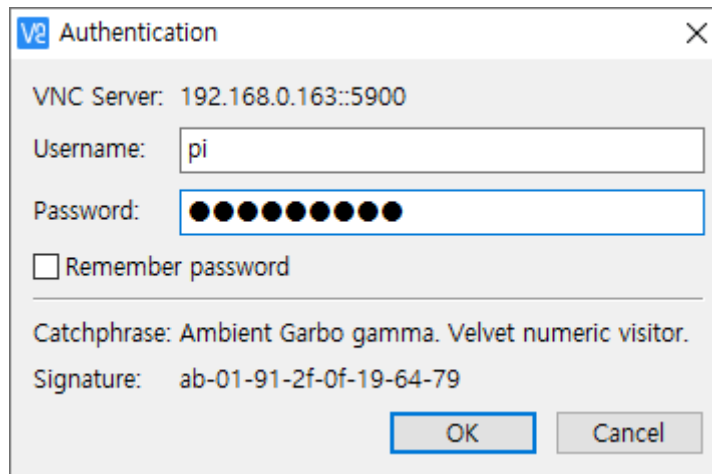 V2 Authentication
VNC Server: 192.168.0.163::5900
Username: pi
Password: ●●●●●●●●●
Remember password
Catchphrase: Ambient Garbo gamma. Velvet numeric visitor.
Signature: ab-01-91-2f-0f-19-64-79
OK Cancel